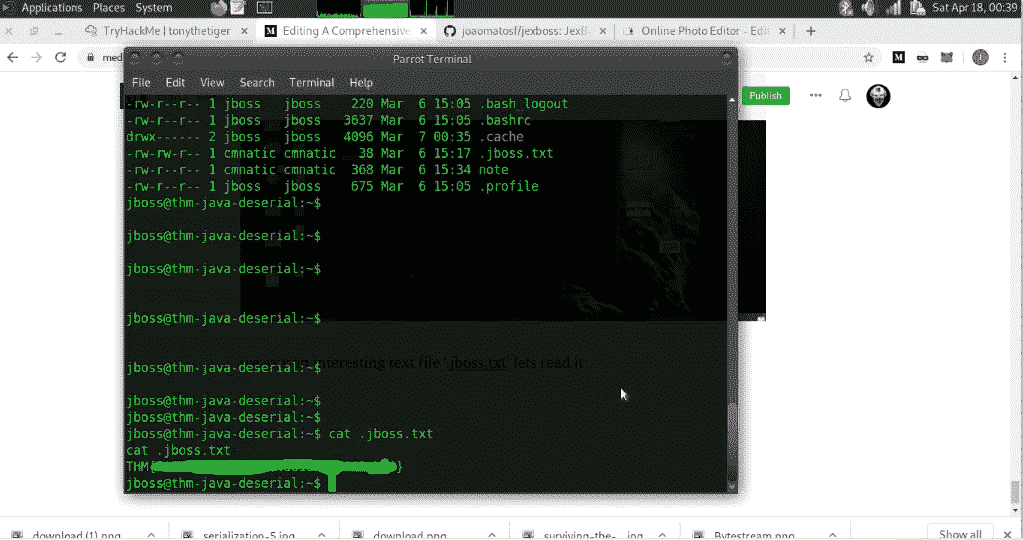 Applications Places System Sat Apr 18, 00:39
TryHackMe | tonythetiger Editing A Comprehensive joaomatosf/jexboss: JexB Online Photo Editor - Edit
med
Publish
Parrot Terminal
File Edit View Search Terminal Help
-rw-r--r-- 1 jboss jboss 220 Mar 6 15:05 .bash_logout
-rw-r--r-- 1 jboss jboss 3637 Mar 6 15:05 .bashrc
drwx------ 2 jboss jboss 4096 Mar 7 00:35 .cache
-rw-rw-r-- 1 cmnatic cmnatic 38 Mar 6 15:17 .jboss.txt
-rw-r--r-- 1 cmnatic cmnatic 368 Mar 6 15:34 note
-rw-r--r-- 1 jboss jboss 675 Mar 6 15:05 .profile
jboss@thm-java-deserial:~$
jboss@thm-java-deserial:~$
jboss@thm-java-deserial:~$
jboss@thm-java-deserial:~$
interesting text file '.jboss.txt' lets read it
jboss@thm-java-deserial:~$
jboss@thm-java-deserial:~$
jboss@thm-java-deserial:~$
jboss@thm-java-deserial:~$ cat .jboss.txt
cat .jboss.txt
THM{ }
jboss@thm-java-deserial:~$
download (1).png serialization-5.jpg download.png surviving-the-....jpg Bytestream.png Show all